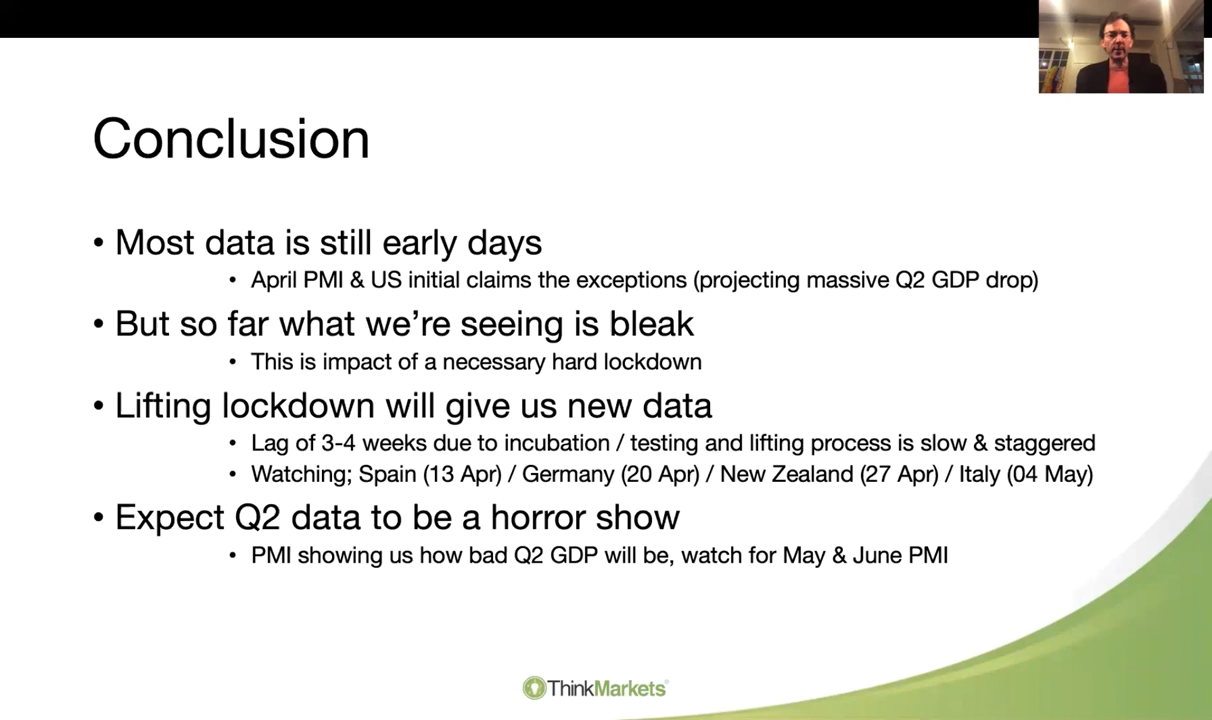 Conclusion
• Most data is still early days
• April PMI & US initial claims the exceptions (projecting massive Q2 GDP drop)
• But so far what we’re seeing is bleak
• This is impact of a necessary hard lockdown
• Lifting lockdown will give us new data
• Lag of 3-4 weeks due to incubation / testing and lifting process is slow & staggered
• Watching; Spain (13 Apr) / Germany (20 Apr) / New Zealand (27 Apr) / Italy (04 May)
• Expect Q2 data to be a horror show
• PMI showing us how bad Q2 GDP will be, watch for May & June PMI
ThinkMarkets